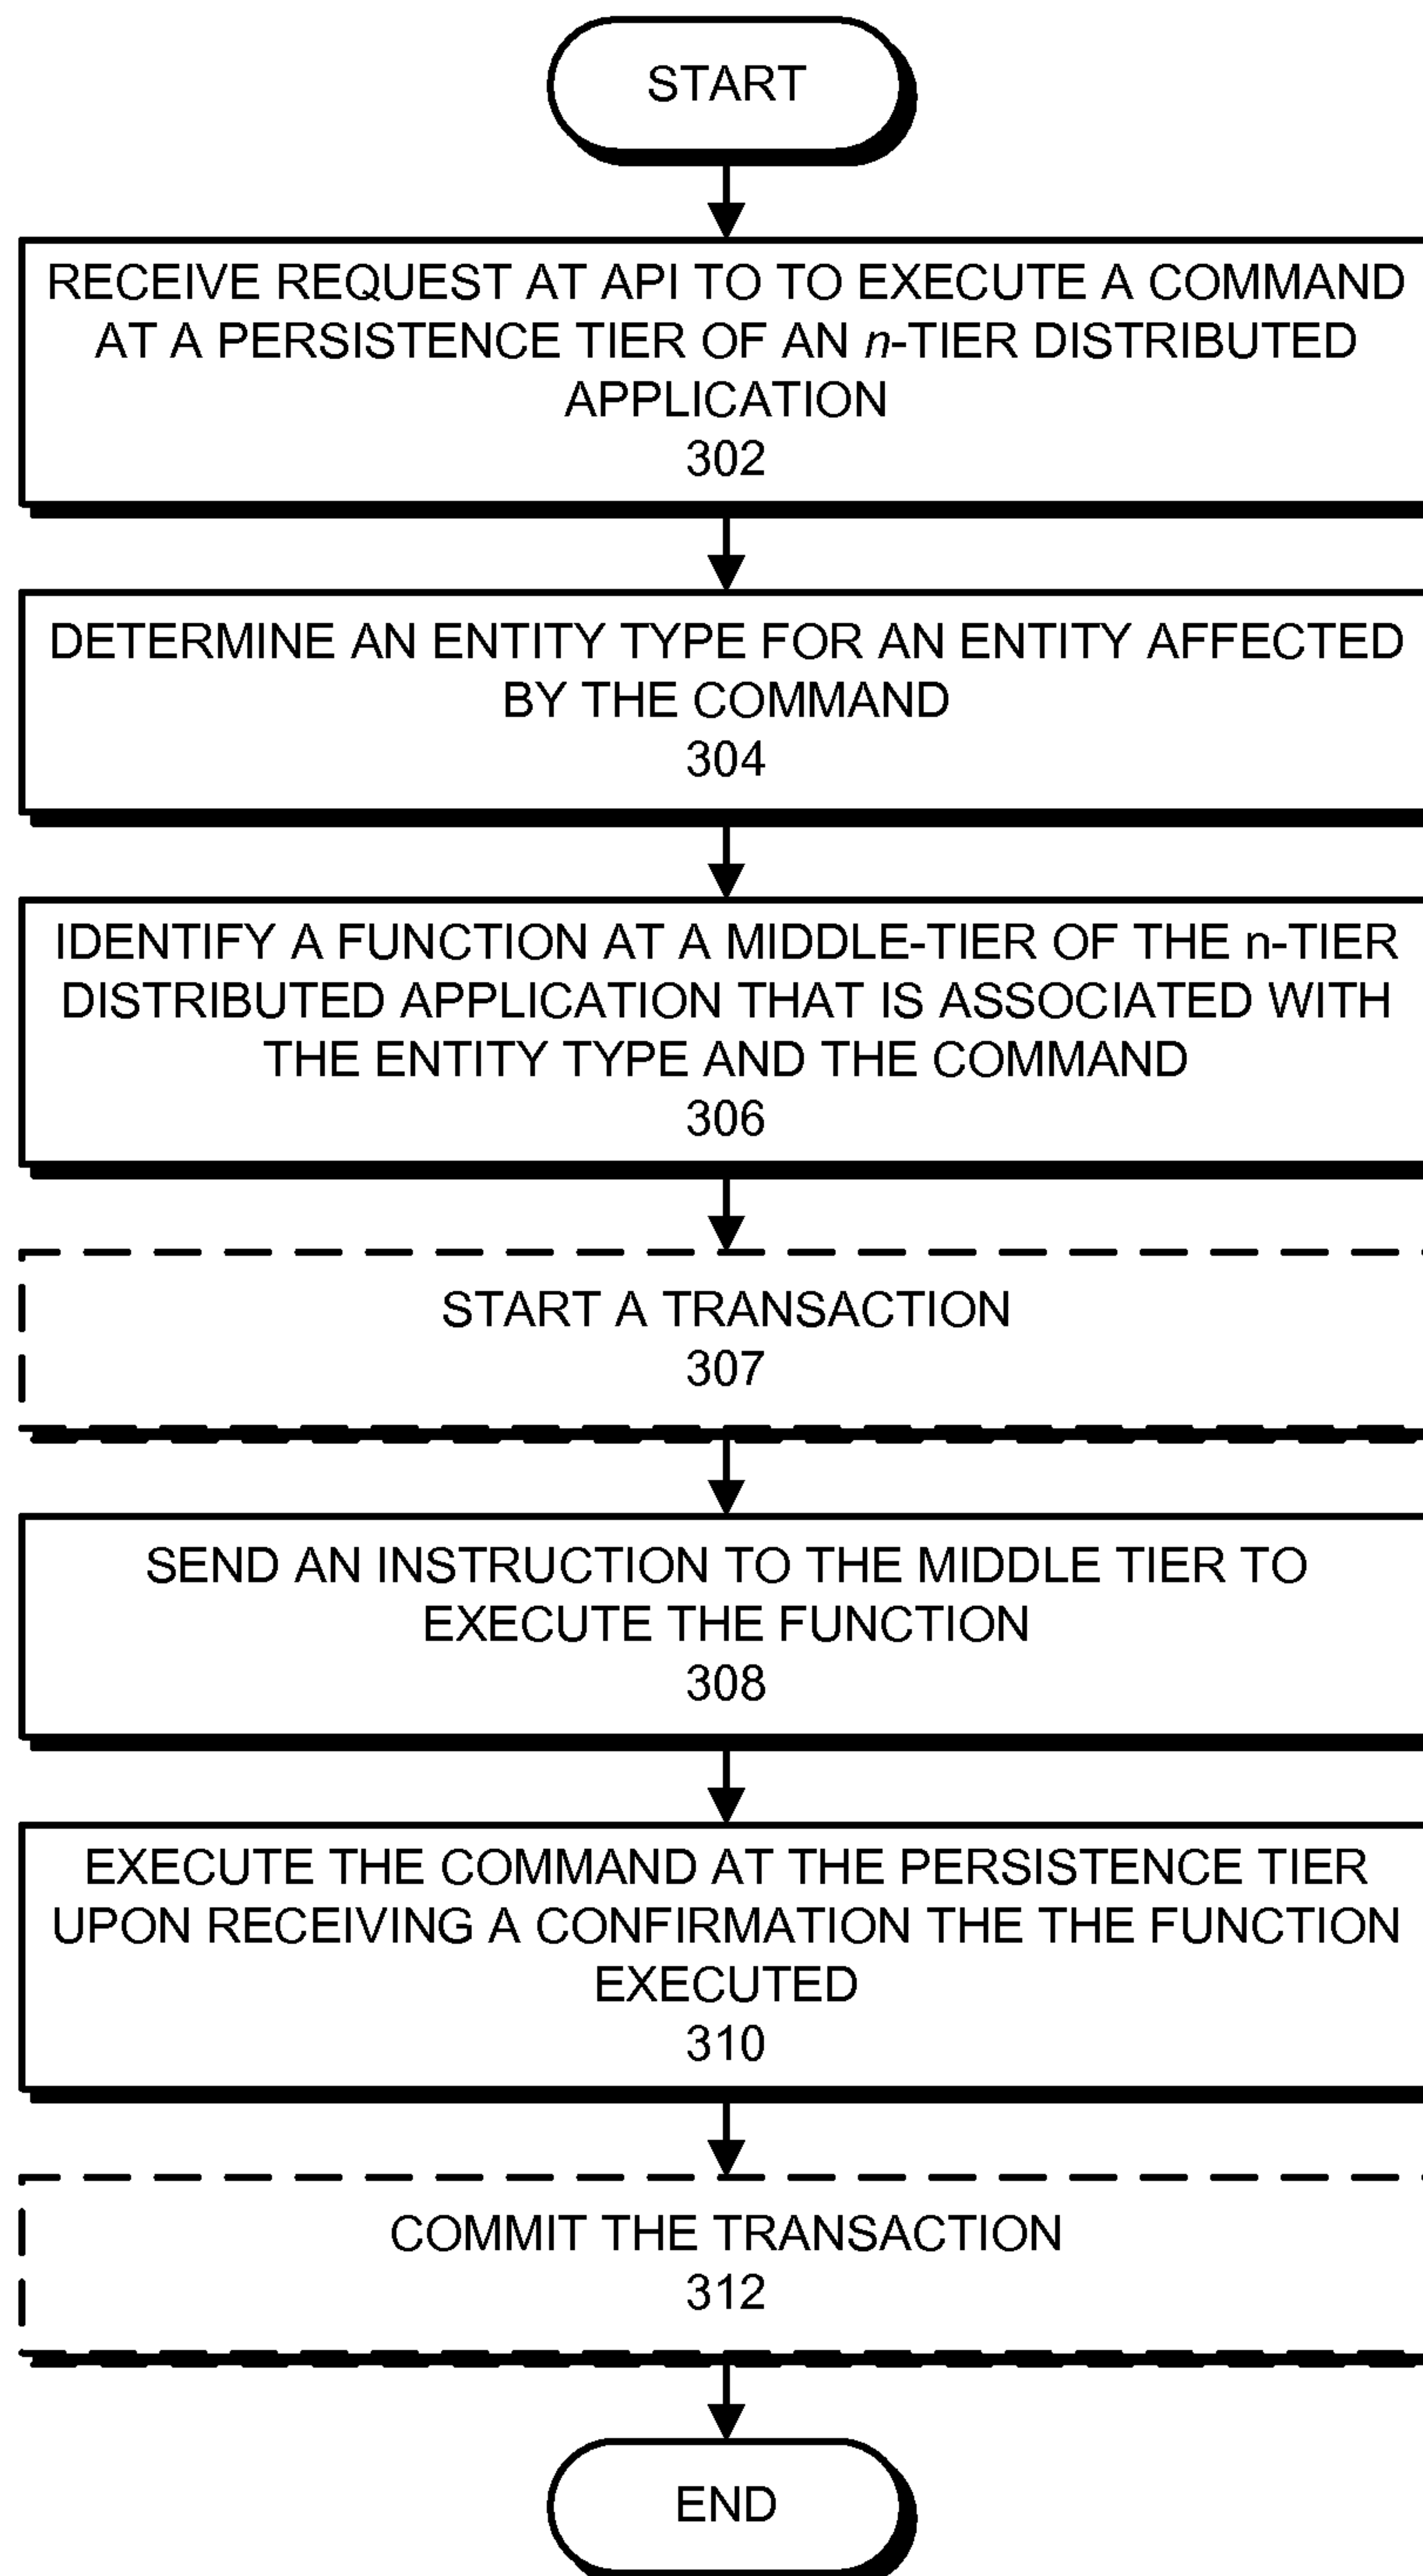 START
RECEIVE REQUEST AT API TO TO EXECUTE A COMMAND
AT A PERSISTENCE TIER OF AN n-TIER DISTRIBUTED
APPLICATION
302
DETERMINE AN ENTITY TYPE FOR AN ENTITY AFFECTED
BY THE COMMAND
304
IDENTIFY A FUNCTION AT A MIDDLE-TIER OF THE n-TIER
DISTRIBUTED APPLICATION THAT IS ASSOCIATED WITH
THE ENTITY TYPE AND THE COMMAND
306
START A TRANSACTION
307
SEND AN INSTRUCTION TO THE MIDDLE TIER TO
EXECUTE THE FUNCTION
308
EXECUTE THE COMMAND AT THE PERSISTENCE TIER
UPON RECEIVING A CONFIRMATION THE THE FUNCTION
EXECUTED
310
COMMIT THE TRANSACTION
312
END